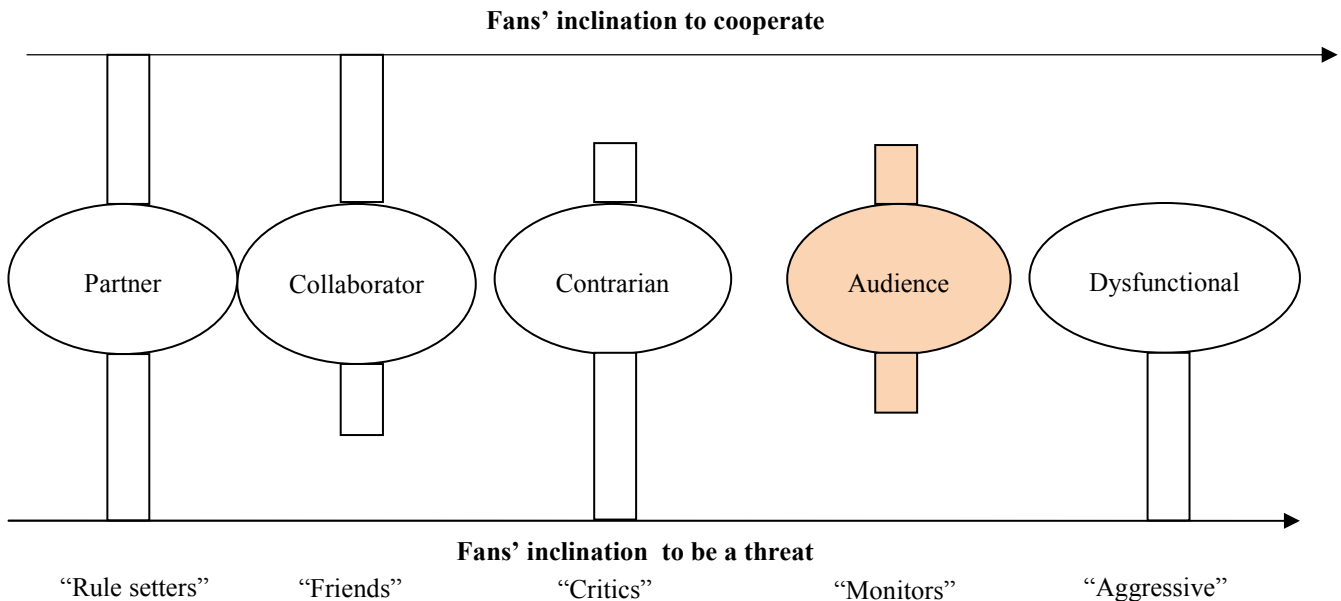 Fans’ inclination to cooperate
Partner
Collaborator
Contrarian
Audience
Dysfunctional
Fans’ inclination to be a threat
“Rule setters”
“Friends”
“Critics”
“Monitors”
“Aggressive”